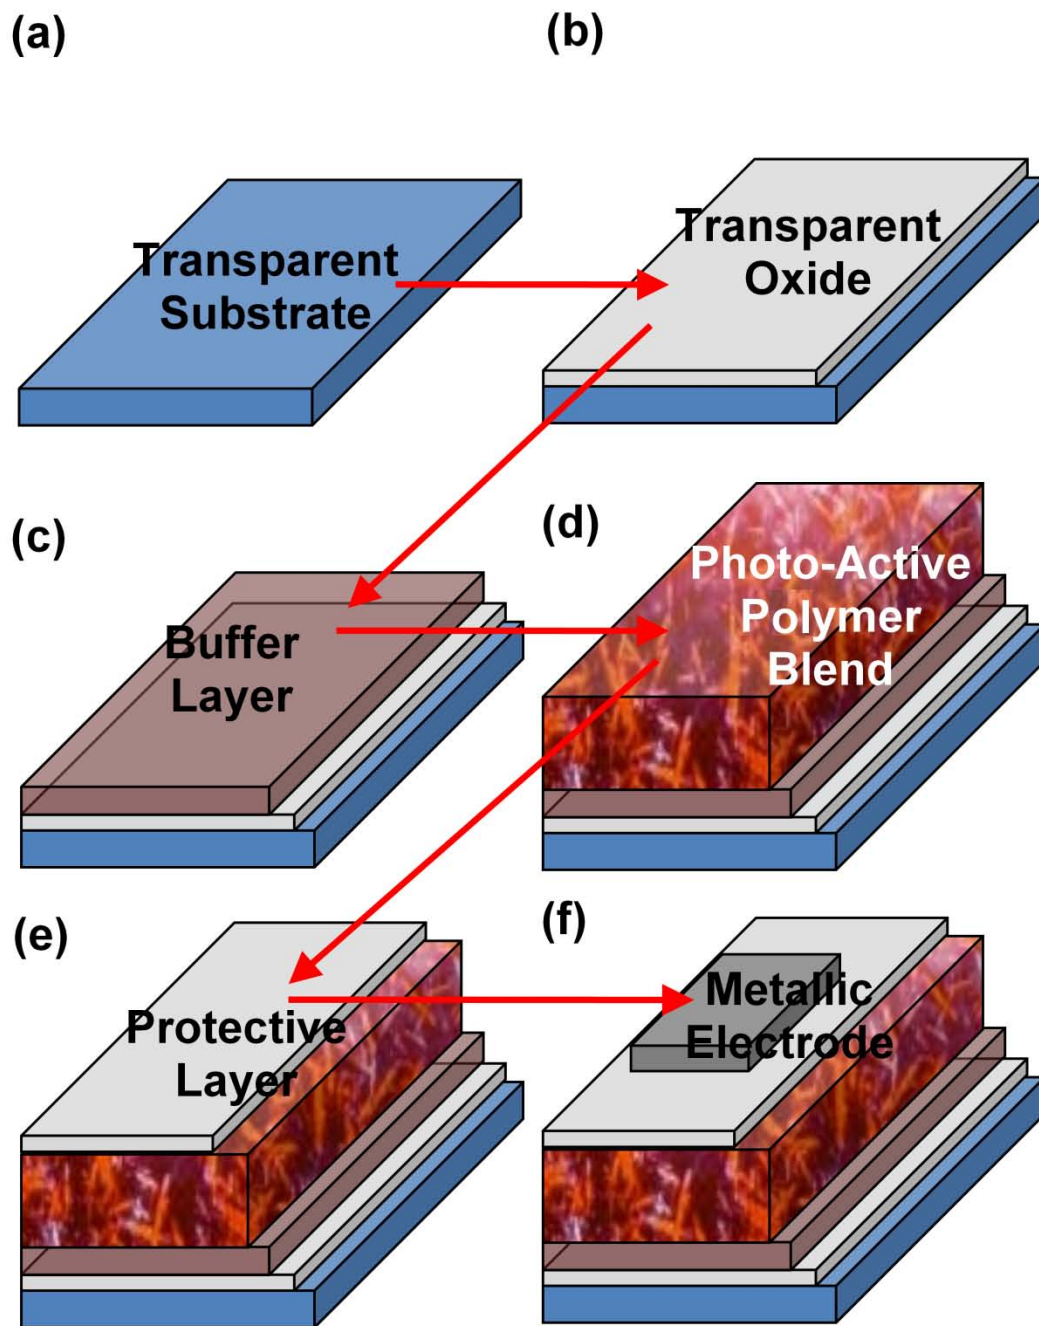 (a)
Transparent
Substrate
(b)
Transparent
Oxide
(c)
Buffer
Layer
(d)
Photo-Active
Polymer
Blend
(e)
Protective
Layer
(f)
Metallic
Electrode